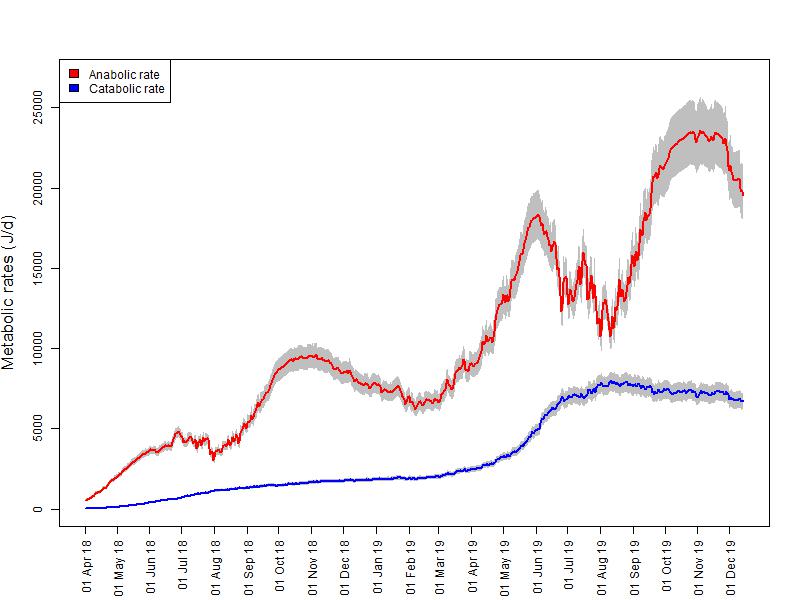 Anabolic rate
Catabolic rate
Metabolic rates (J/d)
25000
20000
15000
10000
5000
0
01 Apr 18
01 May 18
01 Jun 18
01 Jul 18
01 Aug 18
01 Sep 18
01 Oct 18
01 Nov 18
01 Dec 18
01 Jan 19
01 Feb 19
01 Mar 19
01 Apr 19
01 May 19
01 Jun 19
01 Jul 19
01 Aug 19
01 Sep 19
01 Oct 19
01 Nov 19
01 Dec 19